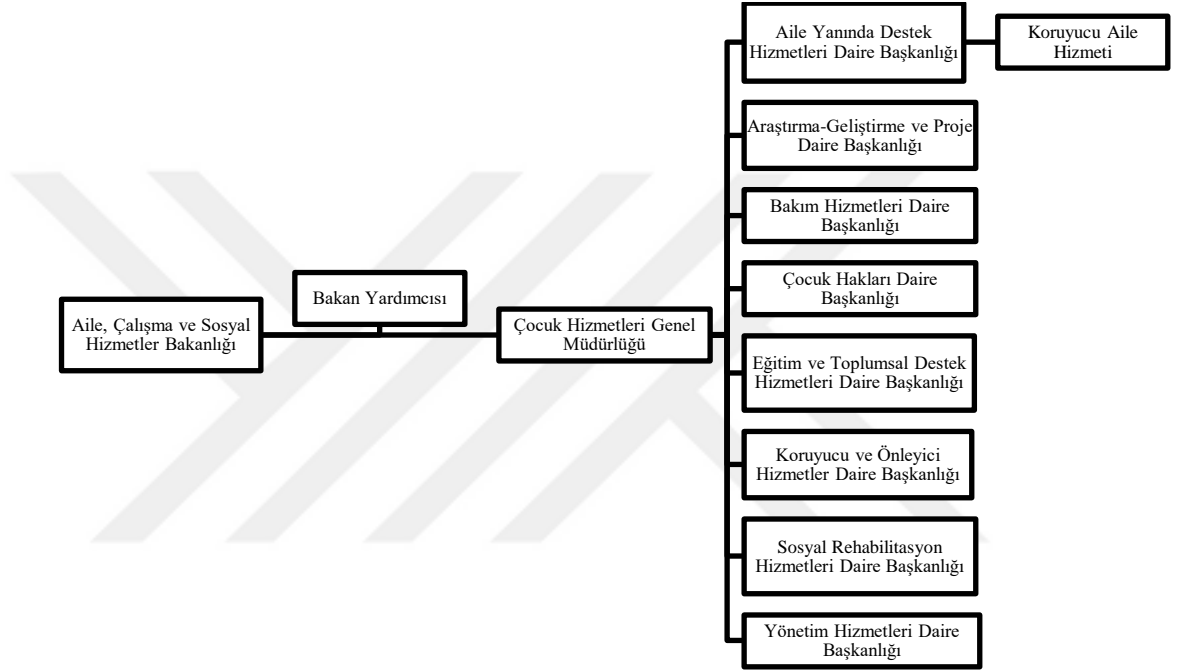 Aile, Çalışma ve Sosyal
Hizmetler Bakanlığı
Bakan Yardımcısı
Çocuk Hizmetleri Genel
Müdürlüğü
Aile Yanında Destek
Hizmetleri Daire Başkanlığı
Koruyucu Aile
Hizmeti
Araştırma-Geliştirme ve Proje
Daire Başkanlığı
Bakım Hizmetleri Daire
Başkanlığı
Çocuk Hakları Daire
Başkanlığı
Eğitim ve Toplumsal Destek
Hizmetleri Daire Başkanlığı
Koruyucu ve Önleyici
Hizmetler Daire Başkanlığı
Sosyal Rehabilitasyon
Hizmetleri Daire Başkanlığı
Yönetim Hizmetleri Daire
Başkanlığı